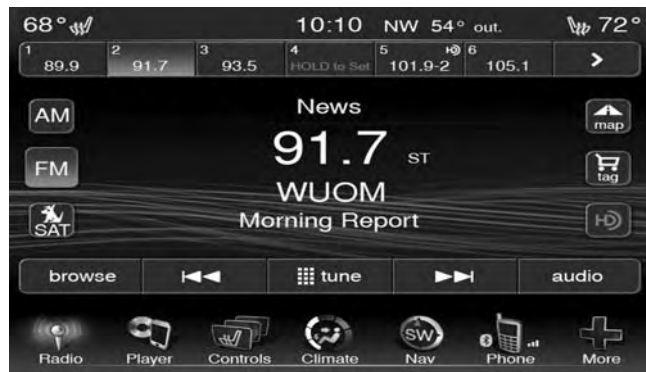 68° 10:10 NW 54° out. 72°
1 89.9 2 91.7 3 93.5 4 HOLD to Set 5 101.9-2 HD 6 105.1 >
AM News map
FM 91.7 ST tag
WUOM
SAT Morning Report HD
browse tune audio
SW
Radio Player Controls Climate Nav Phone More